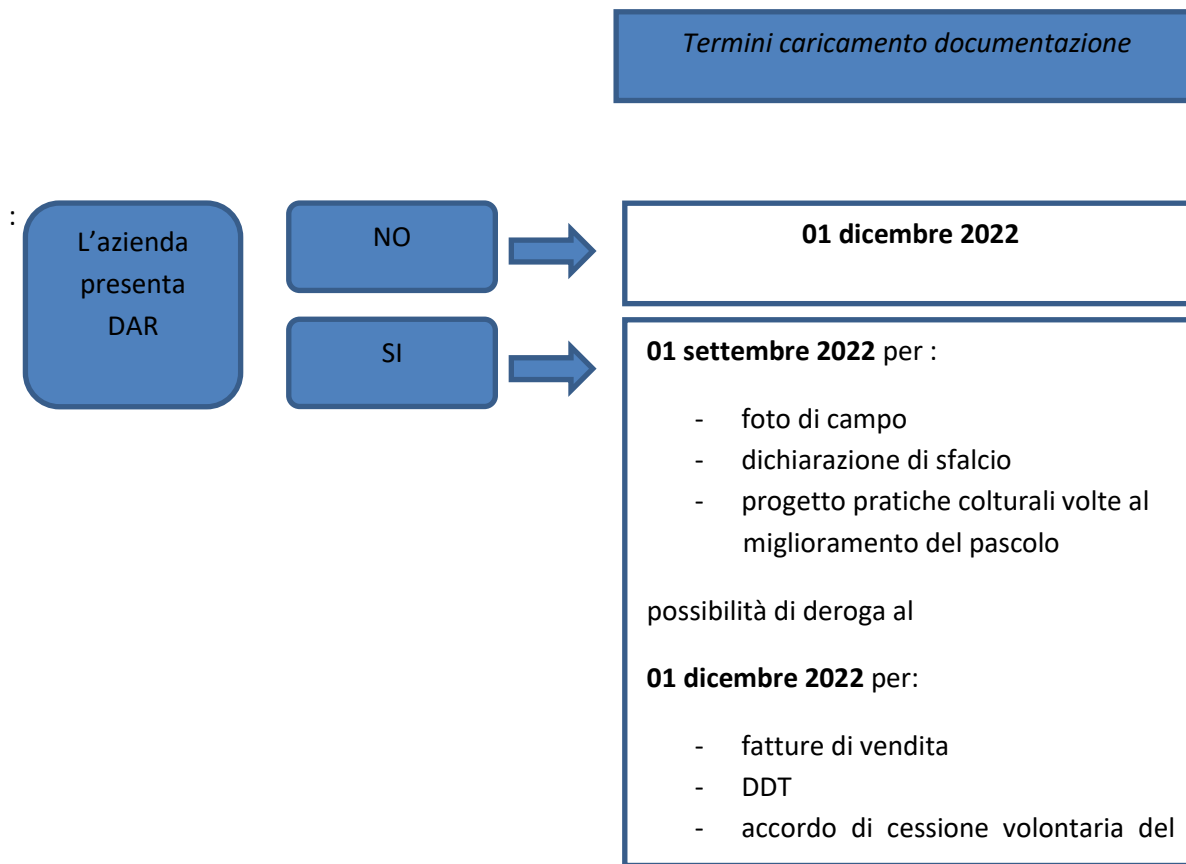 Termini caricamento documentazione
:
L’azienda
presenta
DAR
NO
01 dicembre 2022
SI
01 settembre 2022 per :
- foto di campo
- dichiarazione di sfalcio
- progetto pratiche colturali volte al
miglioramento del pascolo
possibilità di deroga al
01 dicembre 2022 per:
- fatture di vendita
- DDT
- accordo di cessione volontaria del